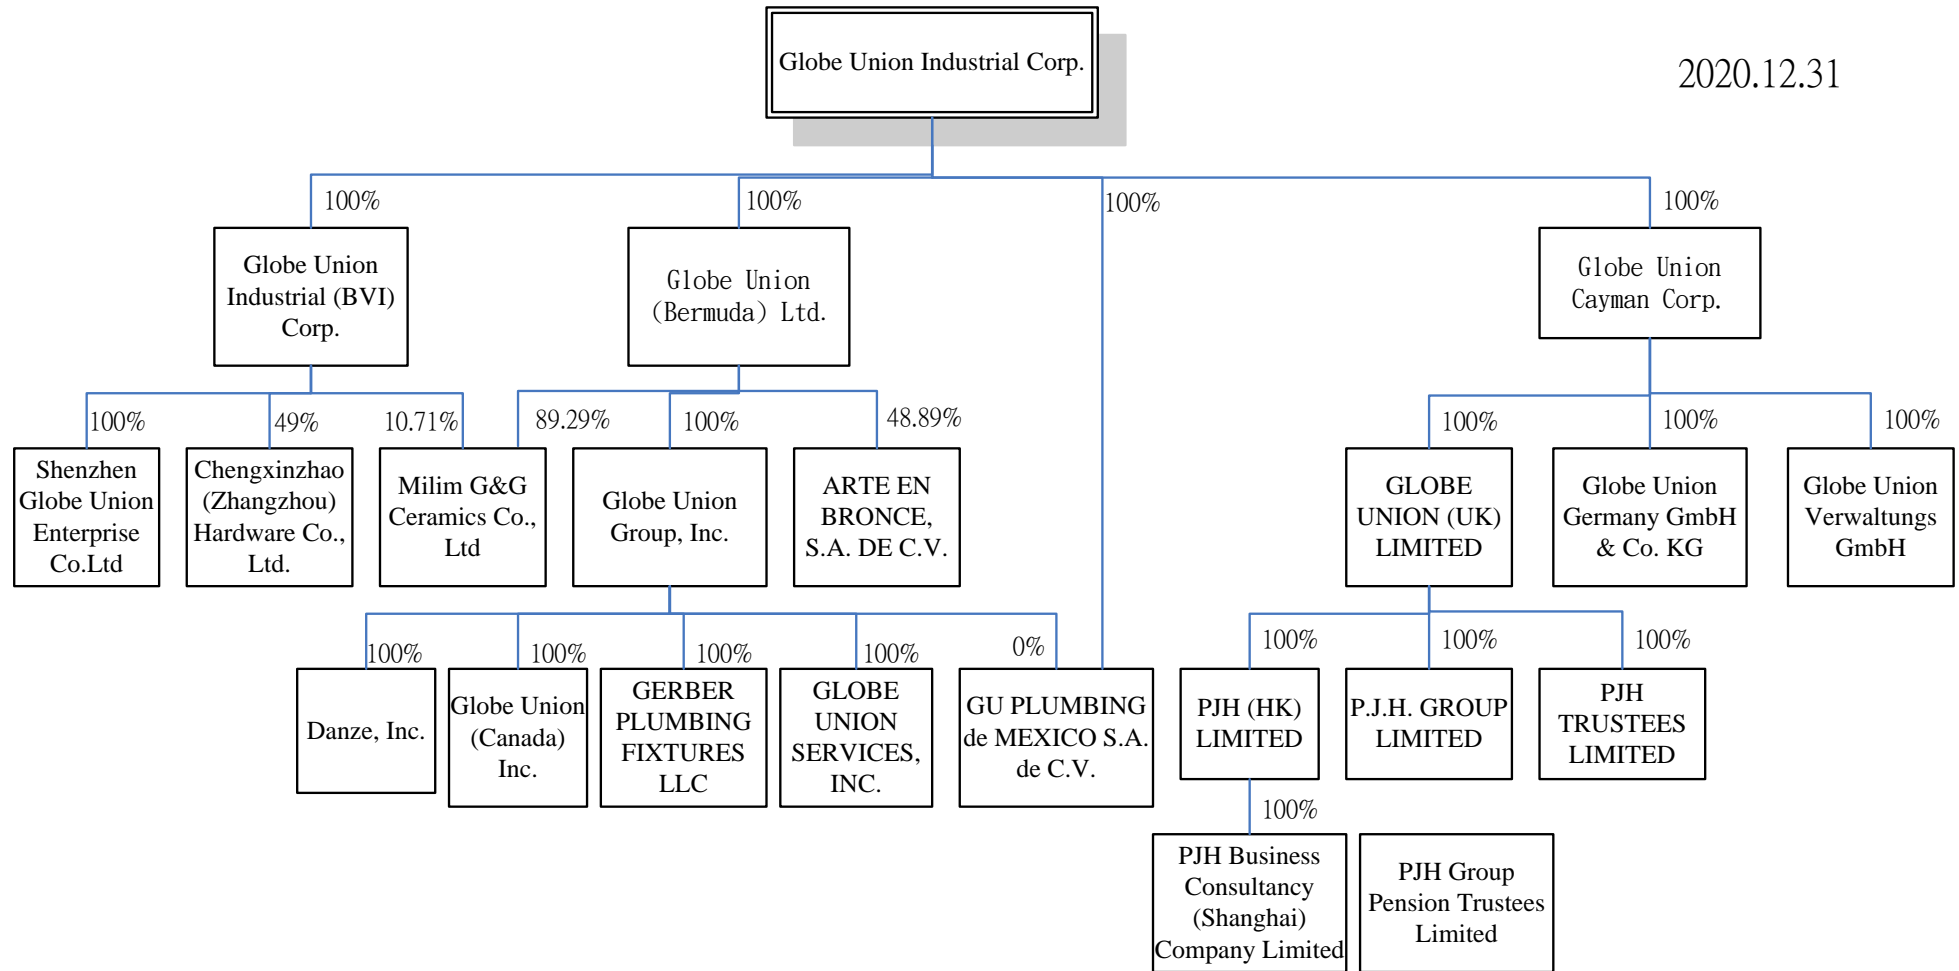 Globe Union Industrial Corp.
2020.12.31
100%
100%
100%
100%
Globe Union
Industrial (BVI)
Corp.
Globe Union
(Bermuda) Ltd.
Globe Union
Cayman Corp.
100%
49%
10.71%
89.29%
100%
48.89%
100%
100%
100%
Shenzhen
Globe Union
Enterprise
Co.Ltd
Chengxinzhao
(Zhangzhou)
Hardware Co.,
Ltd.
Milim G&G
Ceramics Co.,
Ltd
Globe Union
Group, Inc.
ARTE EN
BRONCE,
S.A. DE C.V.
GLOBE
UNION (UK)
LIMITED
Globe Union
Germany GmbH
& Co. KG
Globe Union
Verwaltungs
GmbH
100%
100%
100%
100%
0%
100%
100%
100%
Danze, Inc.
Globe Union
(Canada)
Inc.
GERBER
PLUMBING
FIXTURES
LLC
GLOBE
UNION
SERVICES,
INC.
GU PLUMBING
de MEXICO S.A.
de C.V.
PJH (HK)
LIMITED
P.J.H. GROUP
LIMITED
PJH
TRUSTEES
LIMITED
100%
PJH Business
Consultancy
(Shanghai)
Company Limited
PJH Group
Pension Trustees
Limited